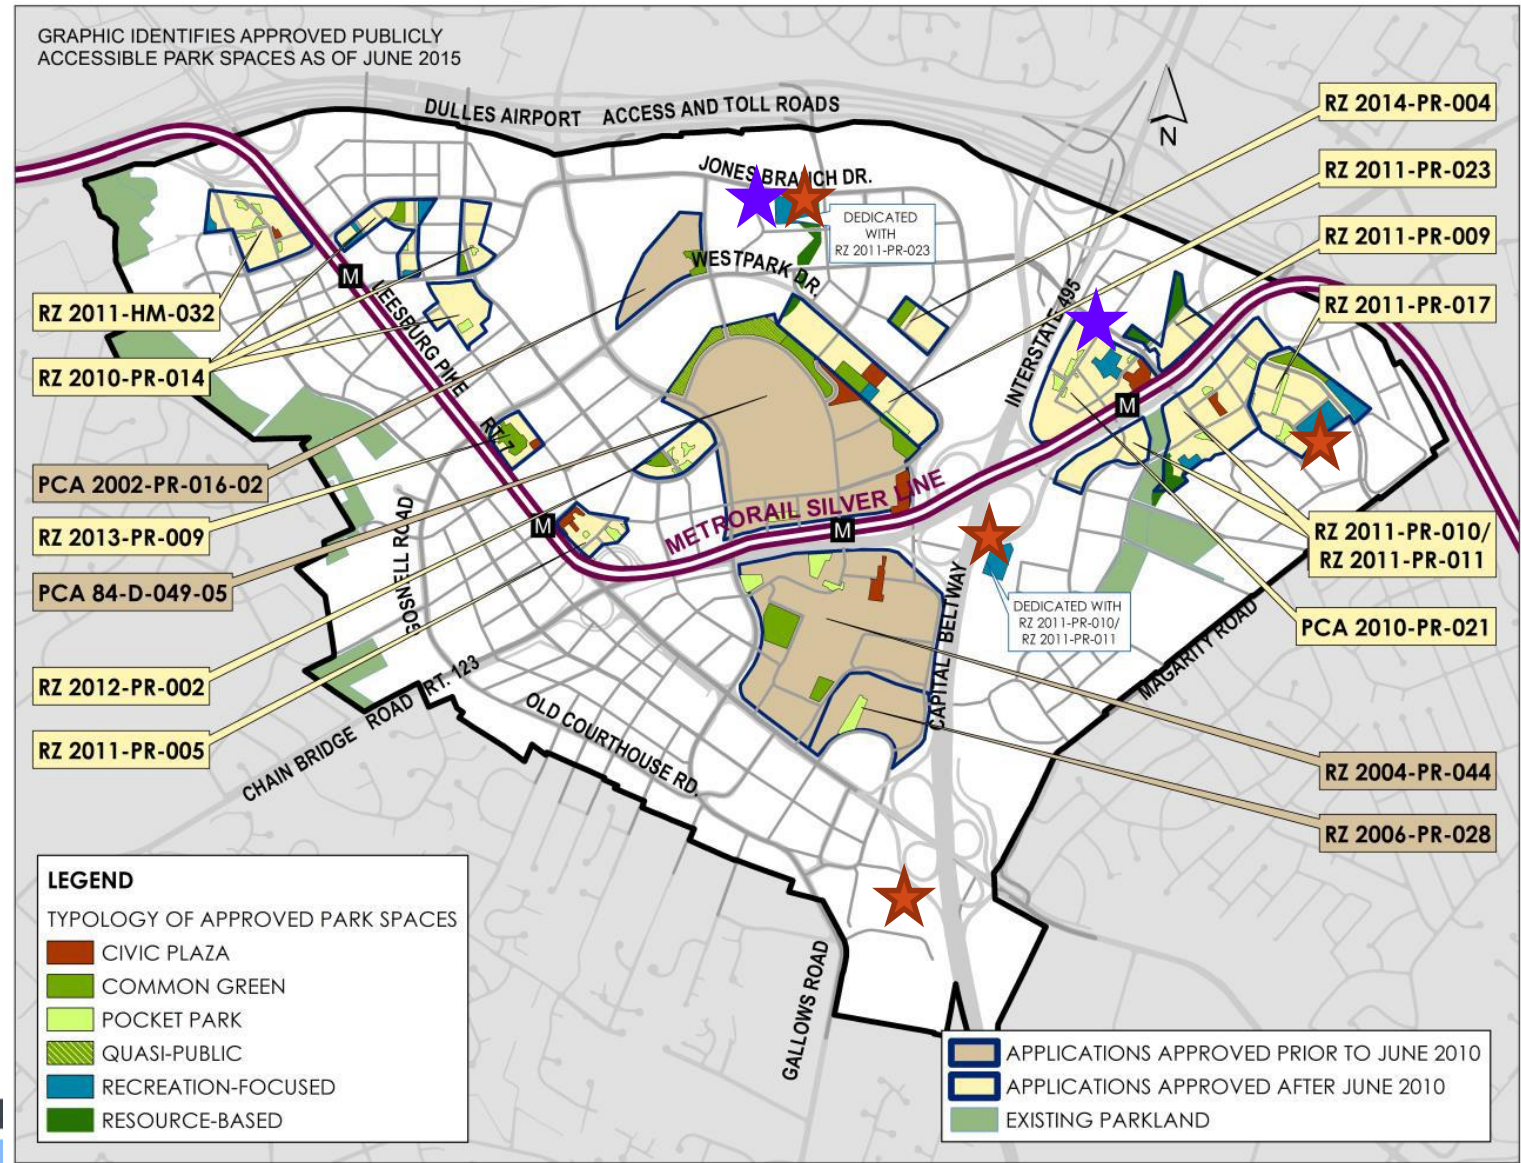 GRAPHIC IDENTIFIES APPROVED PUBLICLY
ACCESSIBLE PARK SPACES AS OF JUNE 2015
DULLES AIRPORT ACCESS AND TOLL ROADS
N
JONES BRANCH DR.
DEDICATED
WITH
RZ 2011-PR-023
WESTPARK DR.
RZ 2014-PR-004
RZ 2011-PR-023
RZ 2011-PR-009
RZ 2011-PR-017
INTERSTATE 495
M
LEESBURG PIKE
RT. 7
RZ 2011-HM-032
RZ 2010-PR-014
PCA 2002-PR-016-02
RZ 2013-PR-009
PCA 84-D-049-05
RZ 2012-PR-002
RZ 2011-PR-005
M
M
METRORAIL SILVER LINE
M
GOSNELL ROAD
RZ 2011-PR-010/
RZ 2011-PR-011
PCA 2010-PR-021
DEDICATED WITH
RZ 2011-PR-010/
RZ 2011-PR-011
CAPITAL BELTWAY
MAGARITY ROAD
CHAIN BRIDGE ROAD RT. 123
OLD COURTHOUSE RD.
RZ 2004-PR-044
RZ 2006-PR-028
GALLOWS ROAD
LEGEND
TYPOLOGY OF APPROVED PARK SPACES
CIVIC PLAZA
COMMON GREEN
POCKET PARK
QUASI-PUBLIC
RECREATION-FOCUSED
RESOURCE-BASED
APPLICATIONS APPROVED PRIOR TO JUNE 2010
APPLICATIONS APPROVED AFTER JUNE 2010
EXISTING PARKLAND